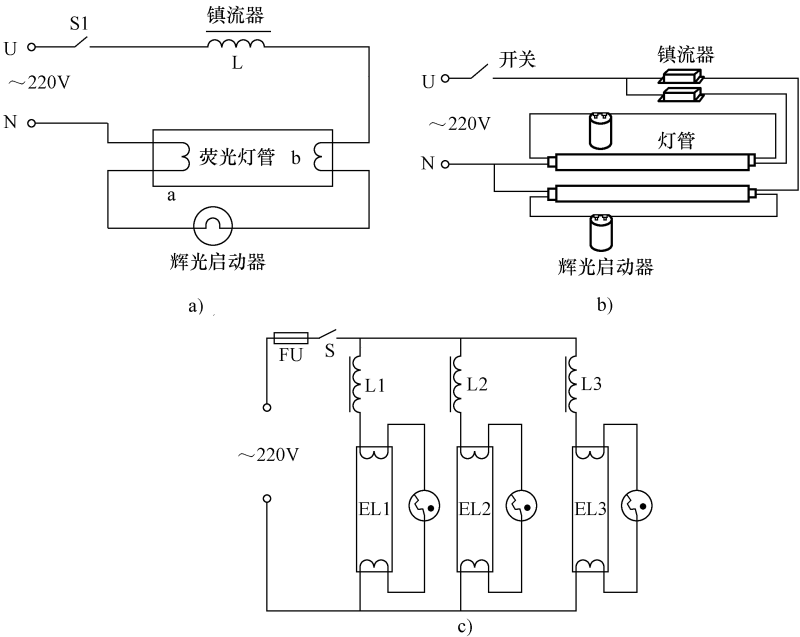 镇流器
S1
U
L
～220V
N
荧光灯管
b
a
辉光启动器
a)
镇流器
开关
U
～220V
灯管
N
辉光启动器
b)
FU
S
L1
L2
L3
～220V
EL1
EL2
EL3
c)